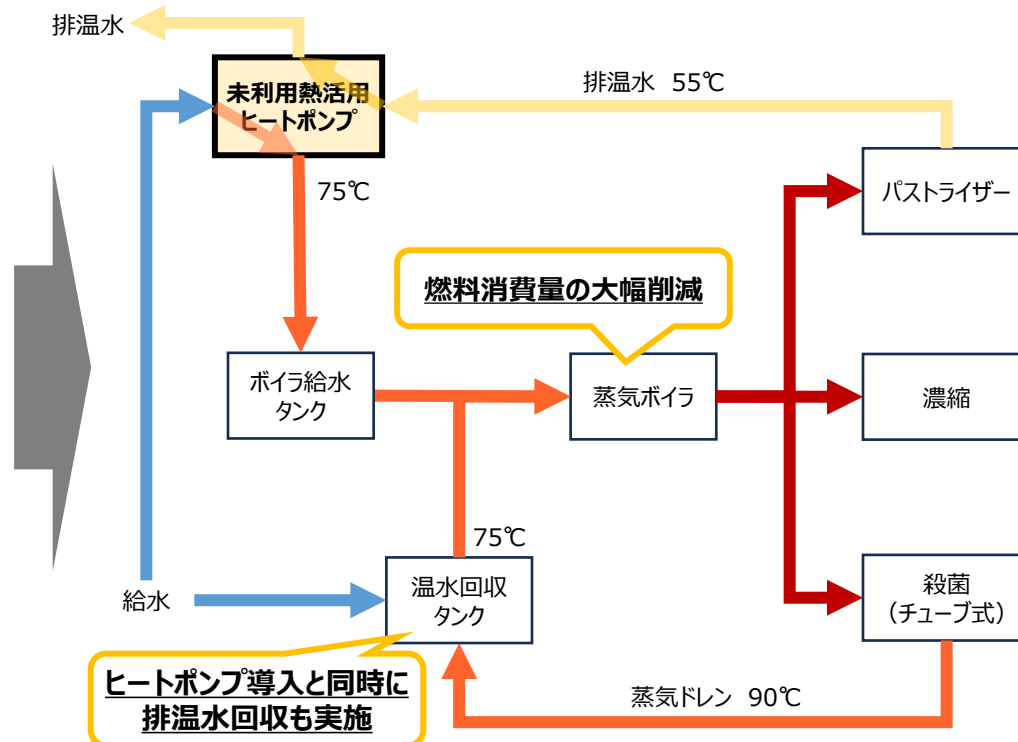 排温水
未利用熱活用
ヒートポンプ
排温水 55℃
75℃
パストライザー
燃料消費量の大幅削減
ボイラ給水
タンク
蒸気ボイラ
濃縮
75℃
給水
温水回収
タンク
殺菌
（チューブ式）
ヒートポンプ導入と同時に
排温水回収も実施
蒸気ドレン 90℃